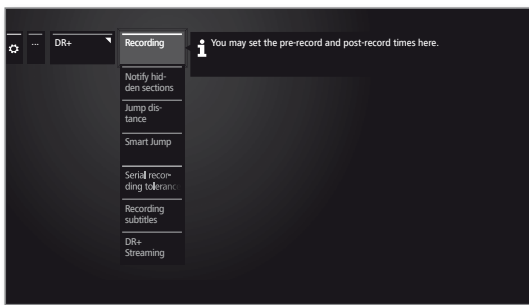 ...
DR+
Recording
You may set the pre-record and post-record times here.
Notify hid-
den sections
Jump dis-
tance
Smart Jump
Serial recor-
ding tolerance
Recording
subtitles
DR+
Streaming